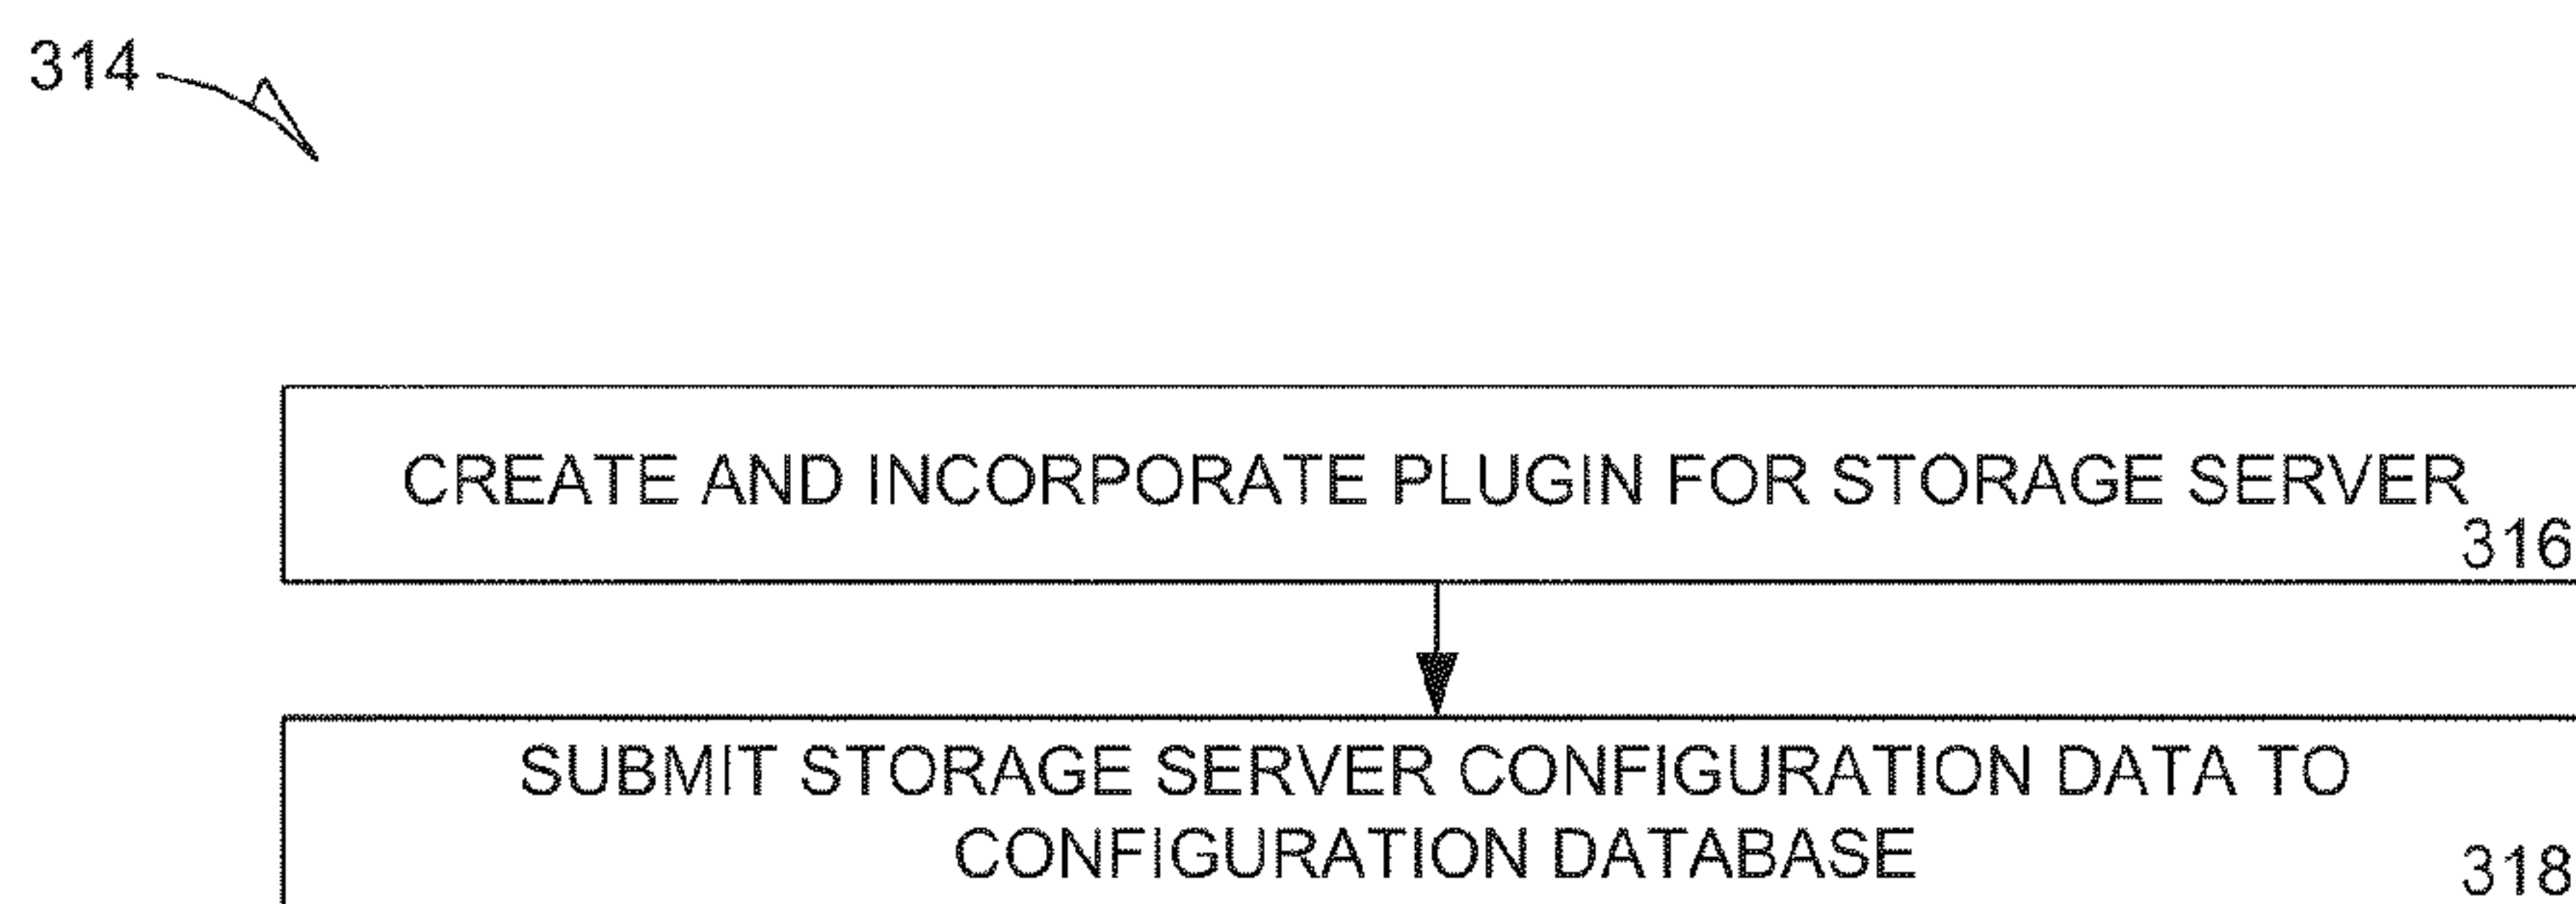 314
CREATE AND INCORPORATE PLUGIN FOR STORAGE SERVER
316
SUBMIT STORAGE SERVER CONFIGURATION DATA TO
CONFIGURATION DATABASE
318